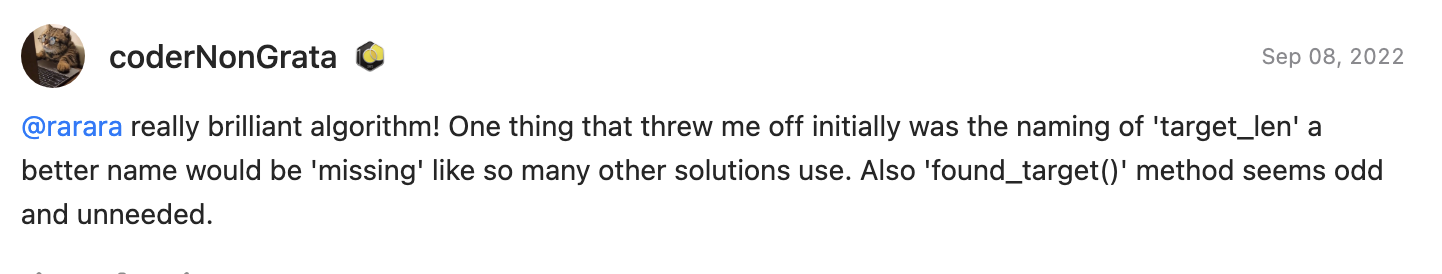 coderNonGrata
Sep 08, 2022
@rarara really brilliant algorithm! One thing that threw me off initially was the naming of 'target_len' a
better name would be 'missing' like so many other solutions use. Also 'found_target()' method seems odd
and unneeded.